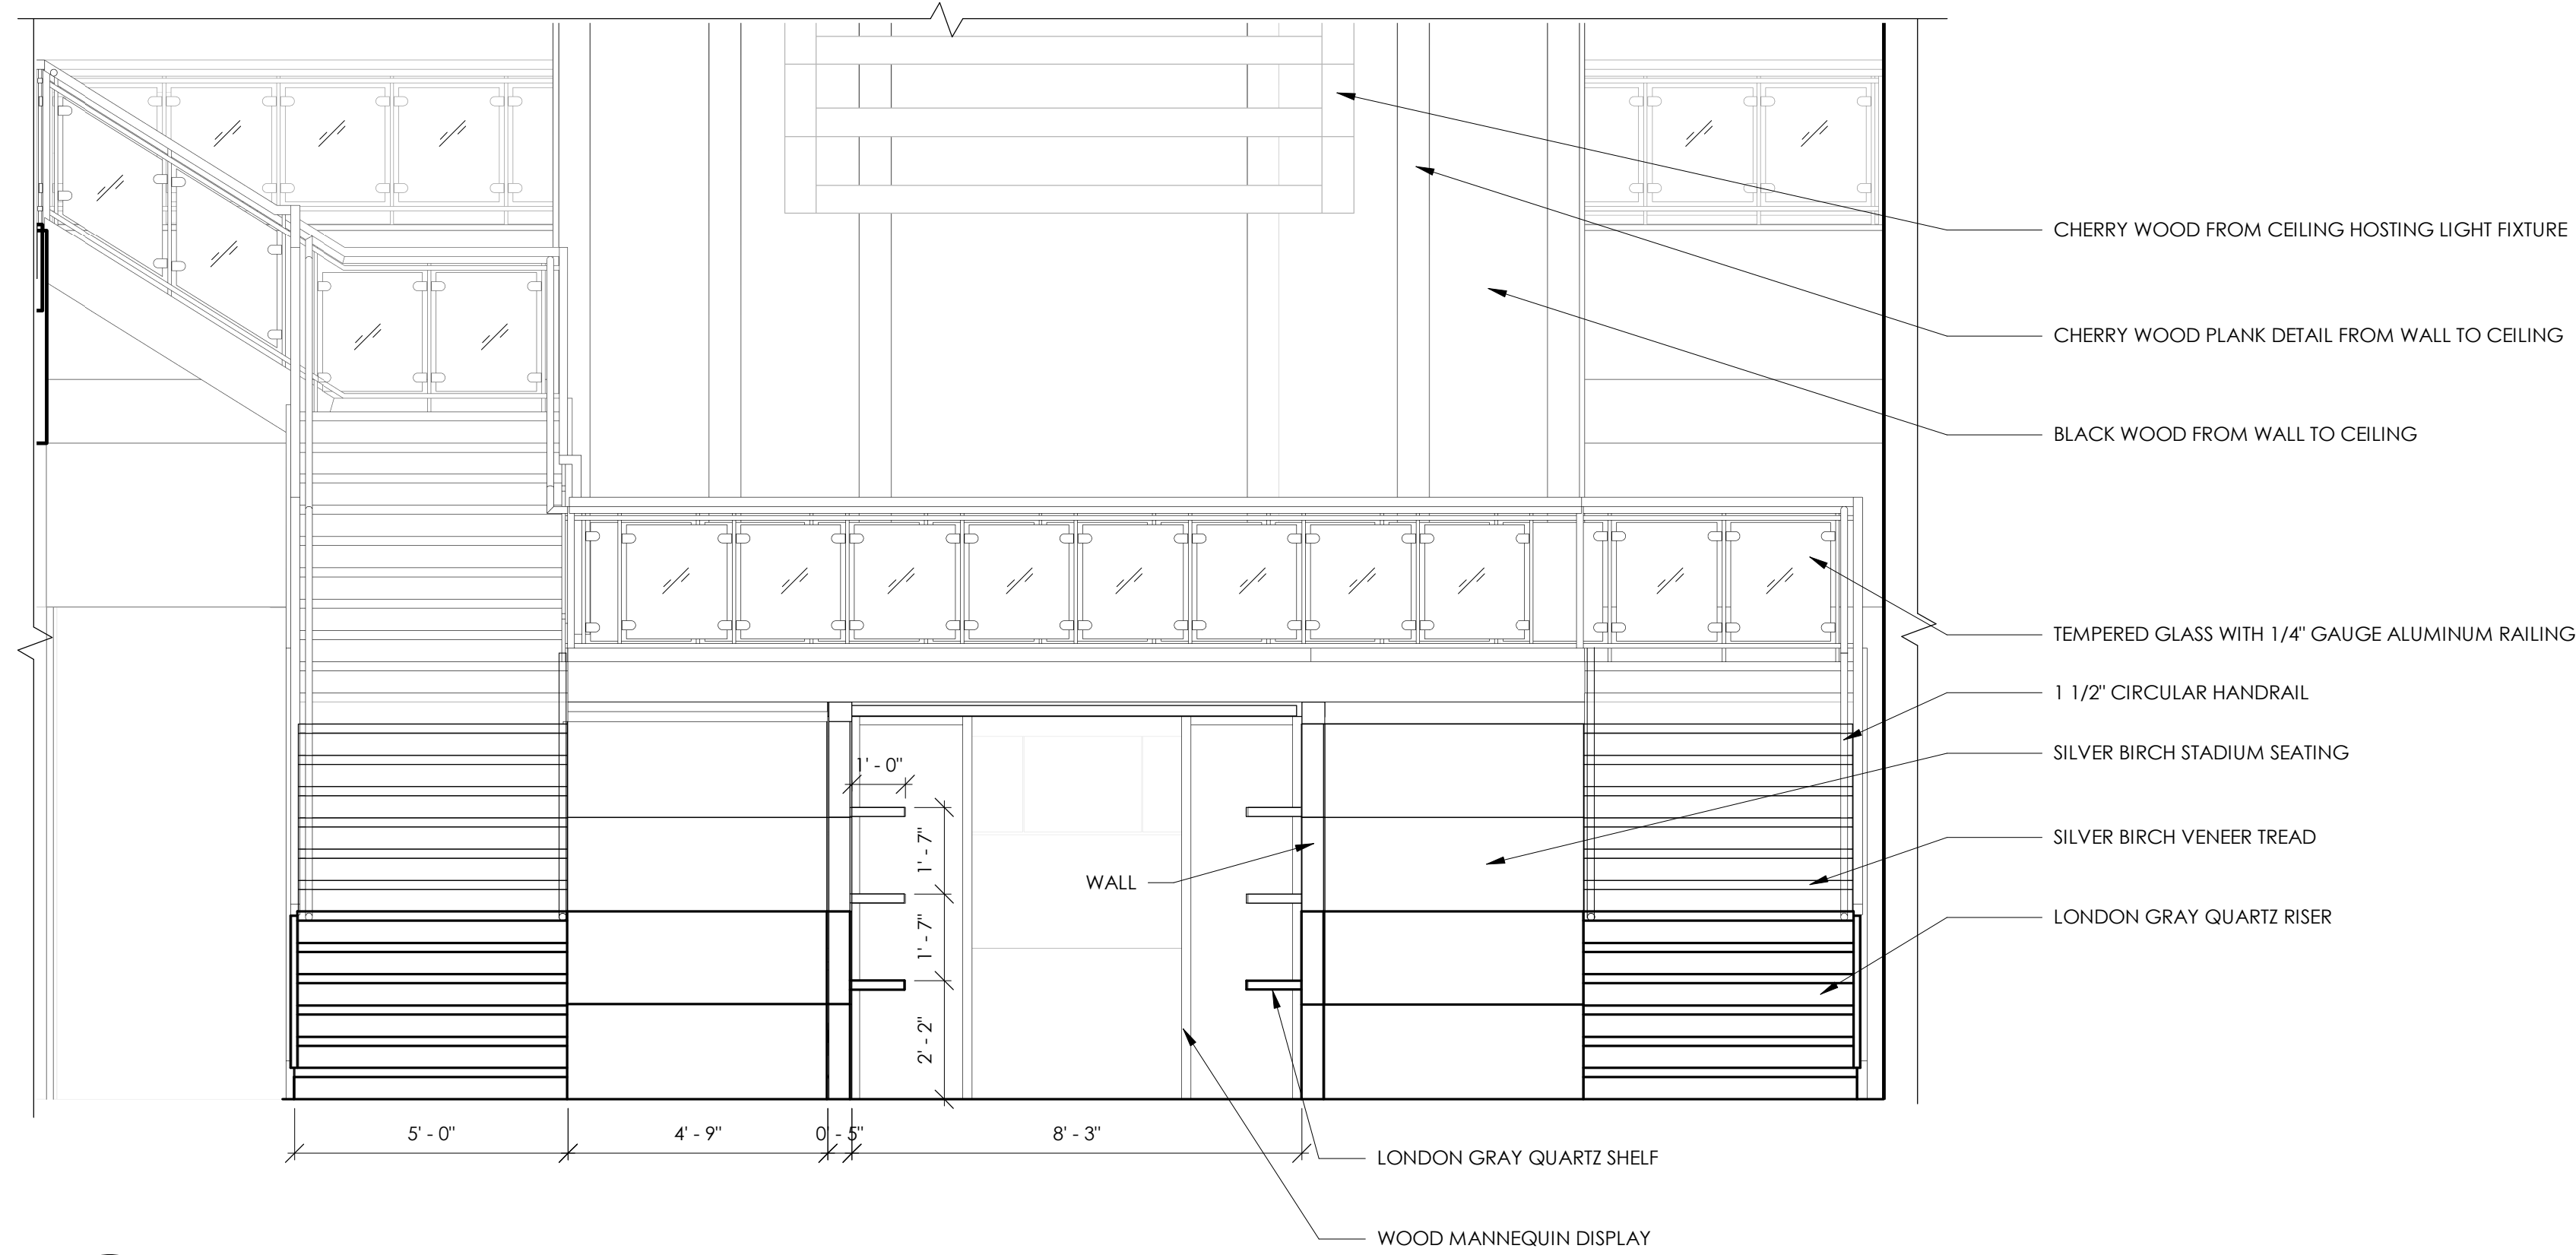 CHERRY WOOD FROM CEILING HOSTING LIGHT FIXTURE
CHERRY WOOD PLANK DETAIL FROM WALL TO CEILING
BLACK WOOD FROM WALL TO CEILING
TEMPERED GLASS WITH 1/4" GAUGE ALUMINUM RAILING
1 1/2" CIRCULAR HANDRAIL
SILVER BIRCH STADIUM SEATING
1' - 0"
SILVER BIRCH VENEER TREAD
1' - 7"
WALL
LONDON GRAY QUARTZ RISER
1' - 7"
2' - 2"
5' - 0"
4' - 9"
0' - 5"
8' - 3"
LONDON GRAY QUARTZ SHELF
WOOD MANNEQUIN DISPLAY